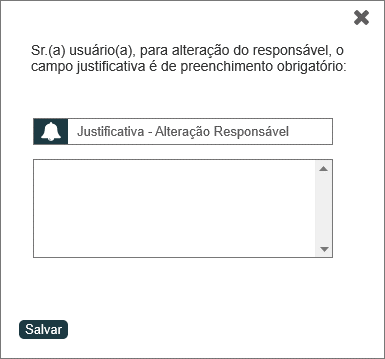 Sr.(a) usuário(a), para alteração do responsável, o
campo justificativa é de preenchimento obrigatório:
Justificativa - Alteração Responsável
Salvar